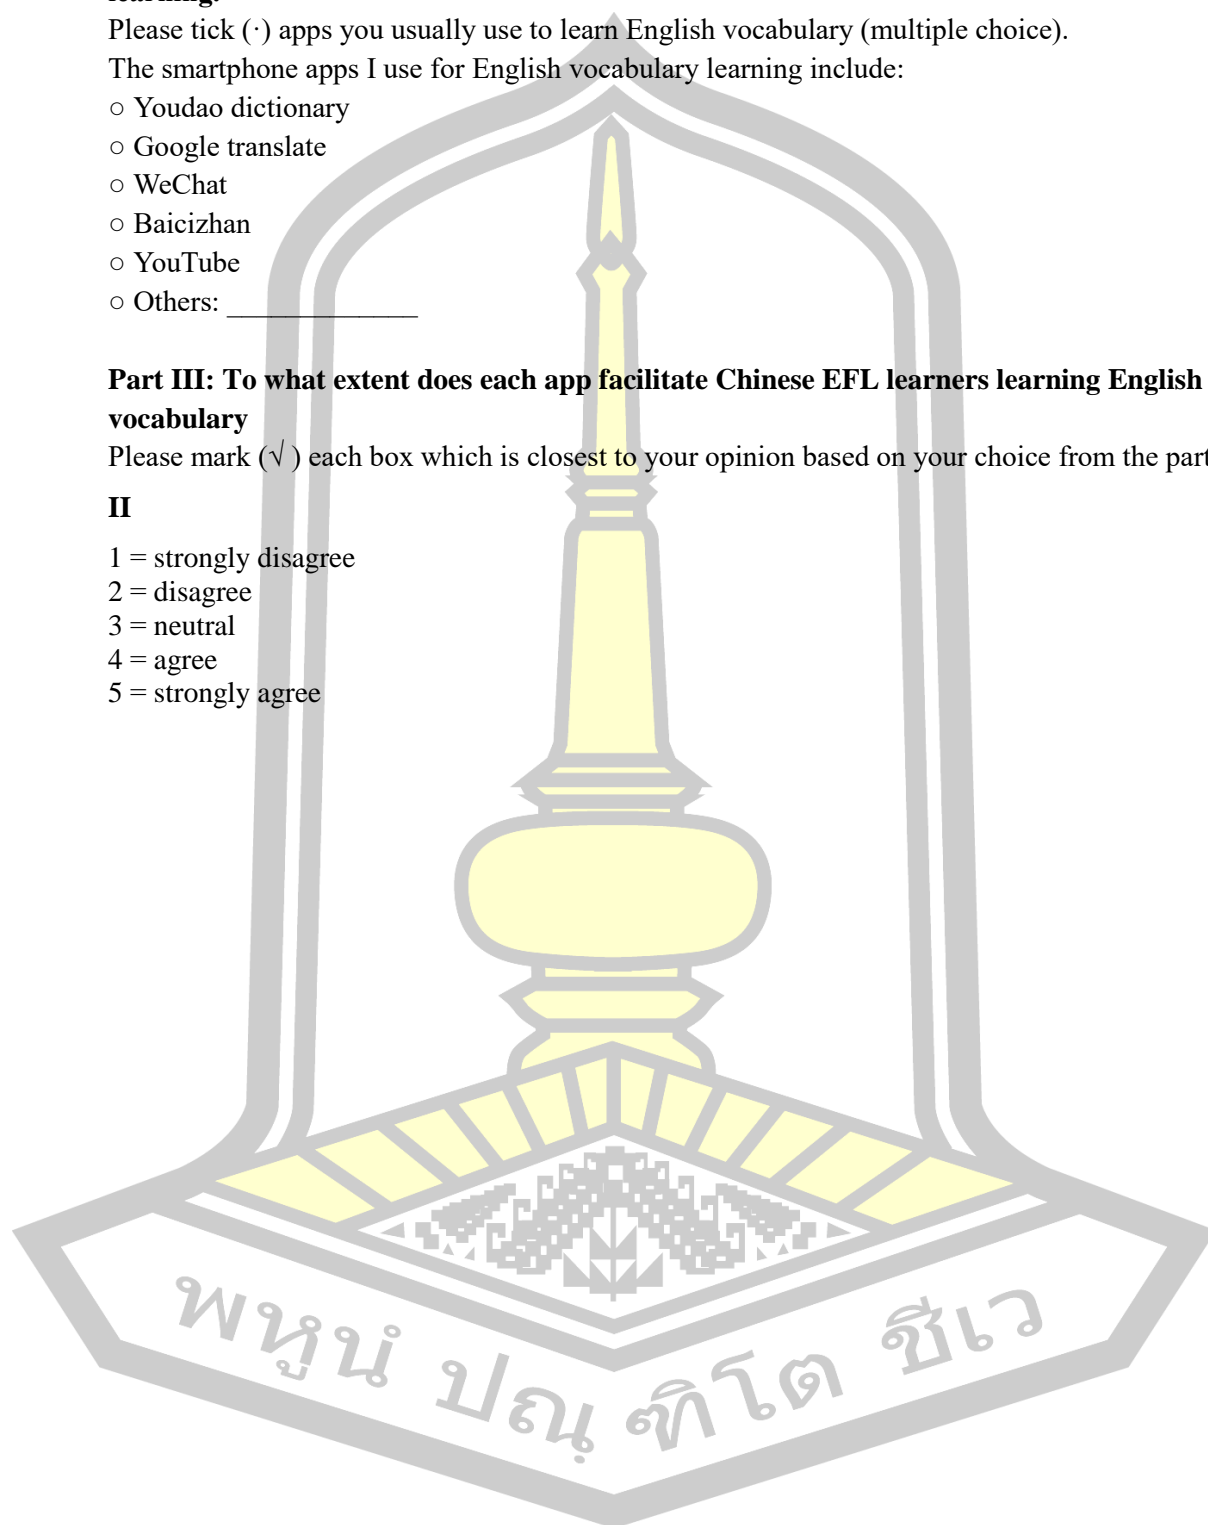 learning.
Please tick (·) apps you usually use to learn English vocabulary (multiple choice).
The smartphone apps I use for English vocabulary learning include:
○ Youdao dictionary
○ Google translate
○ WeChat
○ Baicizhan
○ YouTube
○ Others: _____________
Part III: To what extent does each app facilitate Chinese EFL learners learning English
vocabulary
Please mark (√ ) each box which is closest to your opinion based on your choice from the part
II
1 = strongly disagree
2 = disagree
3 = neutral
4 = agree
5 = strongly agree
พหูนํ ปณฺ ฑิโต ชีเว